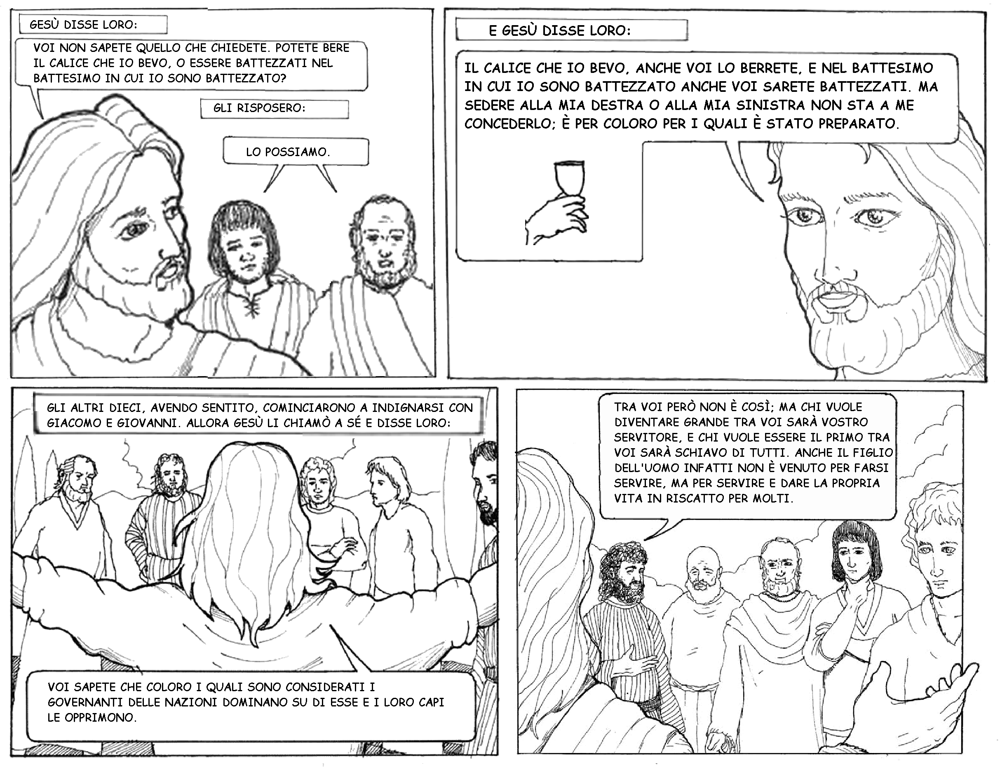 GESÙ DISSE LORO:
VOI NON SAPETE QUELLO CHE CHIEDETE. POTETE BERE
IL CALICE CHE IO BEVO, O ESSERE BATTEZZATI NEL
BATTESIMO IN CUI IO SONO BATTEZZATO?
GLI RISPOSERO:
LO POSSIAMO.
E GESÙ DISSE LORO:
IL CALICE CHE IO BEVO, ANCHE VOI LO BERRETE, E NEL BATTESIMO
IN CUI IO SONO BATTEZZATO ANCHE VOI SARETE BATTEZZATI. MA
SEDERE ALLA MIA DESTRA O ALLA MIA SINISTRA NON STA A ME
CONCEDERLO; È PER COLORO PER I QUALI È STATO PREPARATO.
GLI ALTRI DIECI, AVENDO SENTITO, COMINCIARONO A INDIGNARSI CON
GIACOMO E GIOVANNI. ALLORA GESÙ LI CHIAMÒ A SÉ E DISSE LORO:
VOI SAPETE CHE COLORO I QUALI SONO CONSIDERATI I
GOVERNANTI DELLE NAZIONI DOMINANO SU DI ESSE E I LORO CAPI
LE OPPRIMONO.
TRA VOI PERÒ NON È COSÌ; MA CHI VUOLE
DIVENTARE GRANDE TRA VOI SARÀ VOSTRO
SERVITORE, E CHI VUOLE ESSERE IL PRIMO TRA
VOI SARÀ SCHIAVO DI TUTTI. ANCHE IL FIGLIO
DELL'UOMO INFATTI NON È VENUTO PER FARSI
SERVIRE, MA PER SERVIRE E DARE LA PROPRIA
VITA IN RISCATTO PER MOLTI.